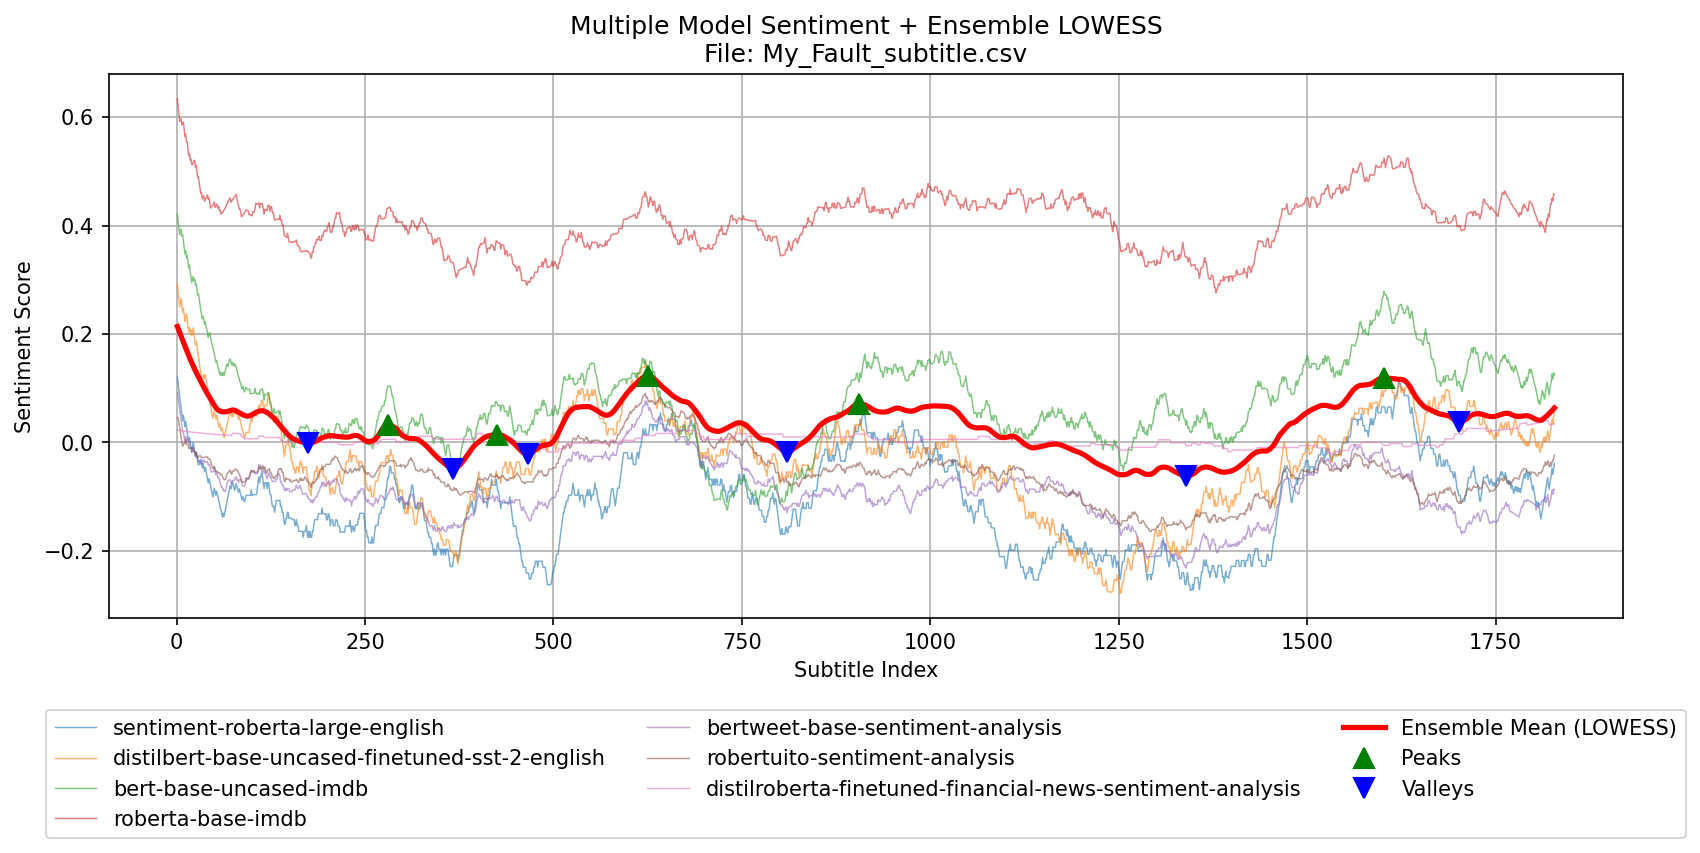 Multiple Model Sentiment + Ensemble LOWESS
File: My_Fault_subtitle.csv
Sentiment Score
0.6
0.4
0.2
0.0
−0.2
0 250 500 750 1000 1250 1500 1750
Subtitle Index
sentiment-roberta-large-english
distilbert-base-uncased-finetuned-sst-2-english
bert-base-uncased-imdb
roberta-base-imdb
bertweet-base-sentiment-analysis
robertuito-sentiment-analysis
distilroberta-finetuned-financial-news-sentiment-analysis
Ensemble Mean (LOWESS)
Peaks
Valleys